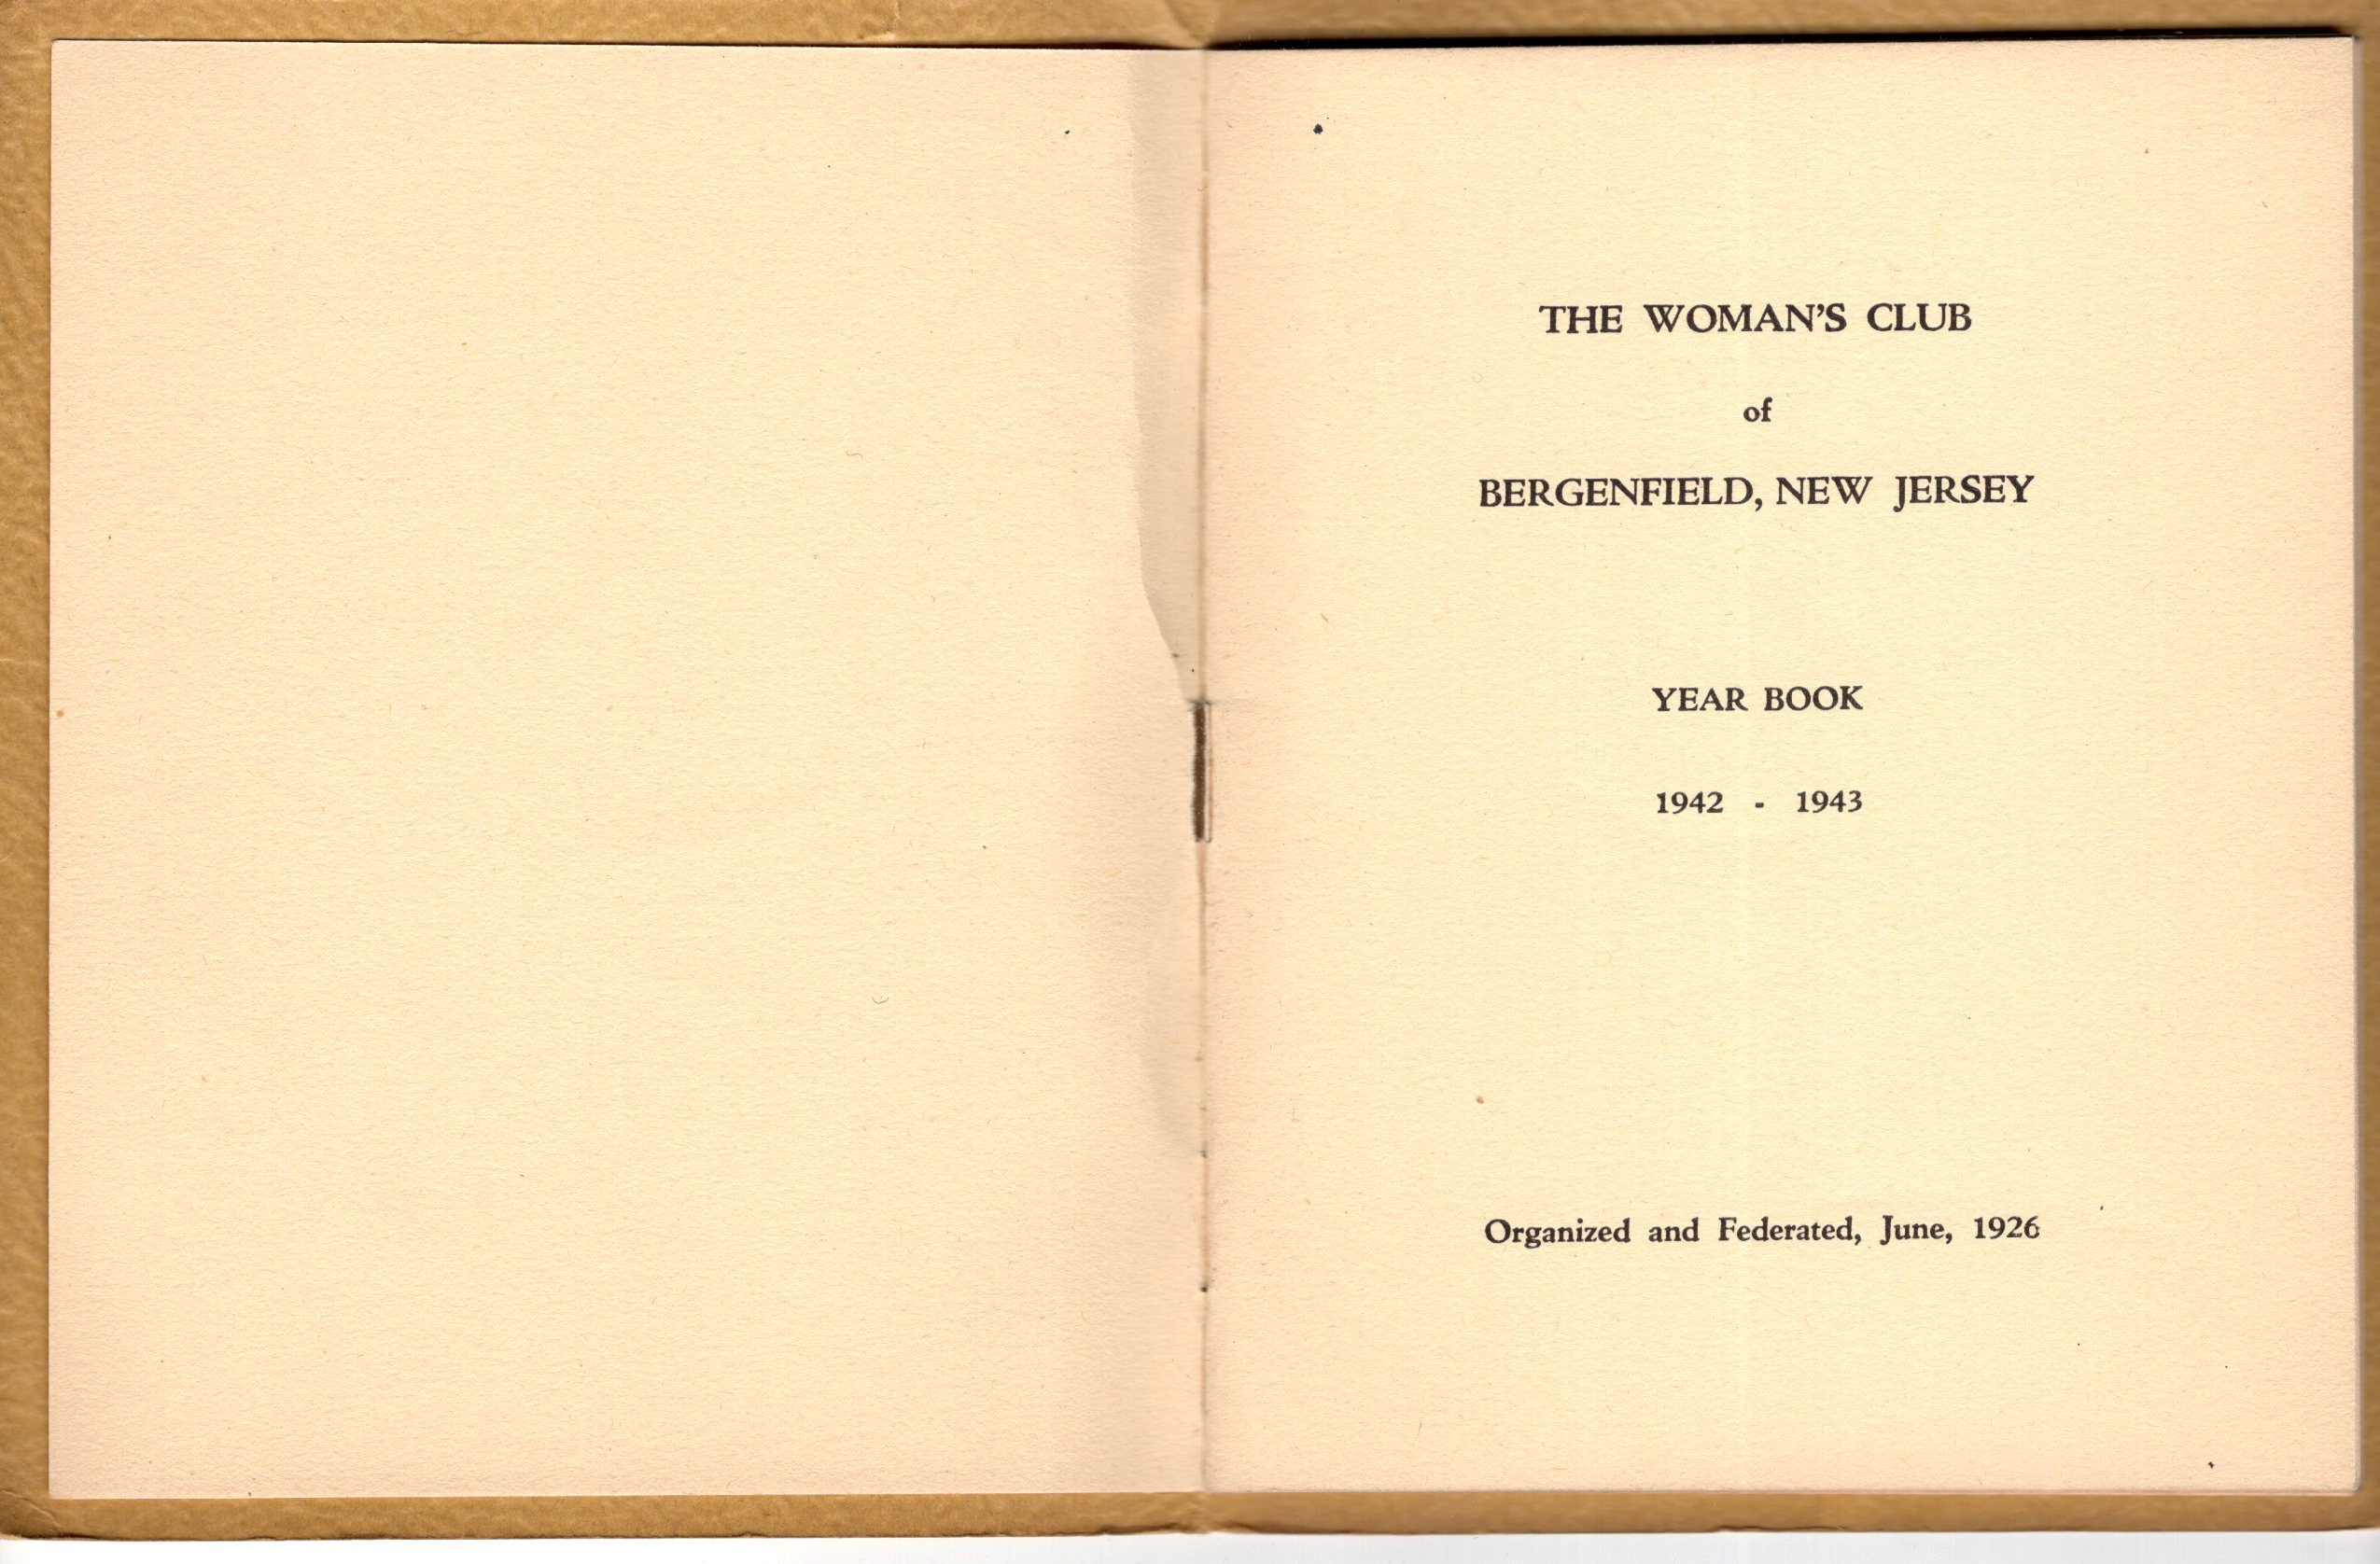 THE WOMAN'S CLUB
of
BERGENFIELD, NEW JERSEY
YEAR BOOK
1942 - 1943
Organized and Federated, June, 1926